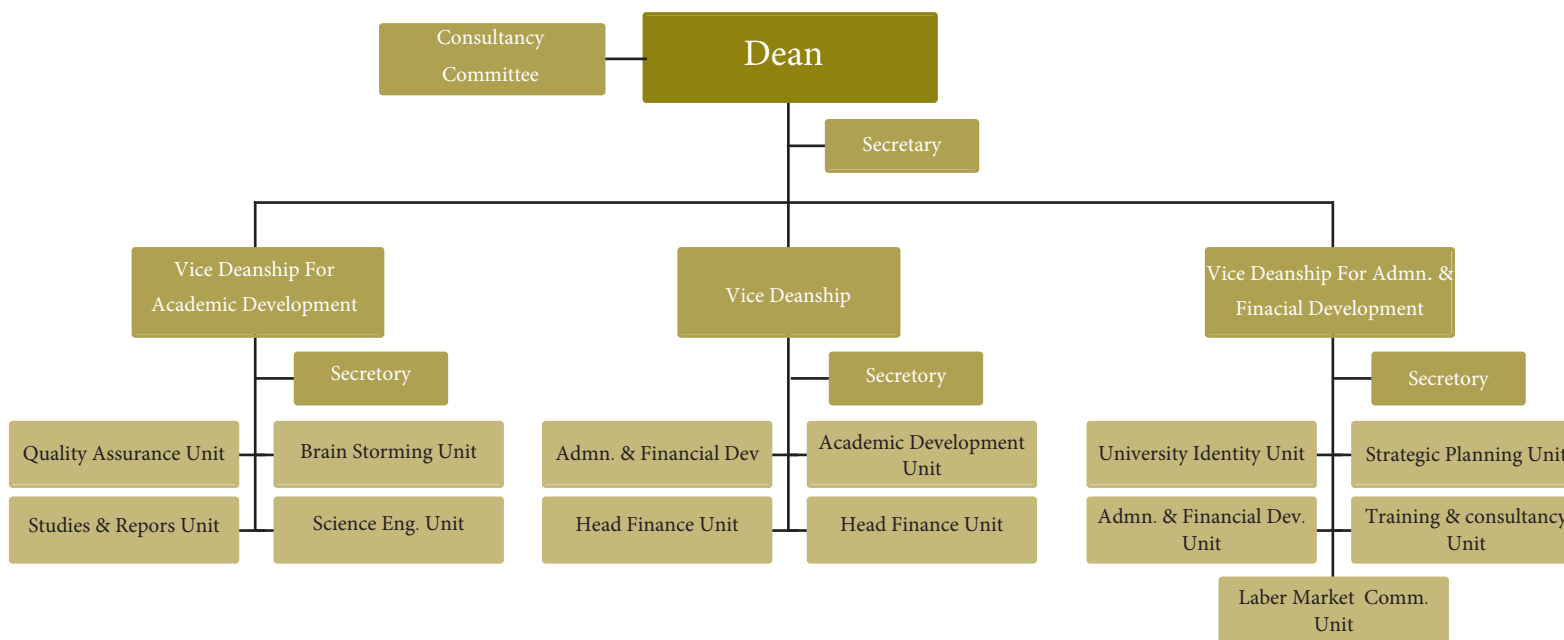 Consultancy
Committee
Dean
Secretary
Vice Deanship For
Academic Development
Vice Deanship
Vice Deanship For Admn. &
Finacial Development
Secretory
Secretory
Secretory
Quality Assurance Unit
Brain Storming Unit
Admn. & Financial Dev
Academic Development
Unit
University Identity Unit
Strategic Planning Unit
Studies & Repors Unit
Science Eng. Unit
Head Finance Unit
Head Finance Unit
Admn. & Financial Dev.
Unit
Training & consultancy
Unit
Laber Market Comm.
Unit